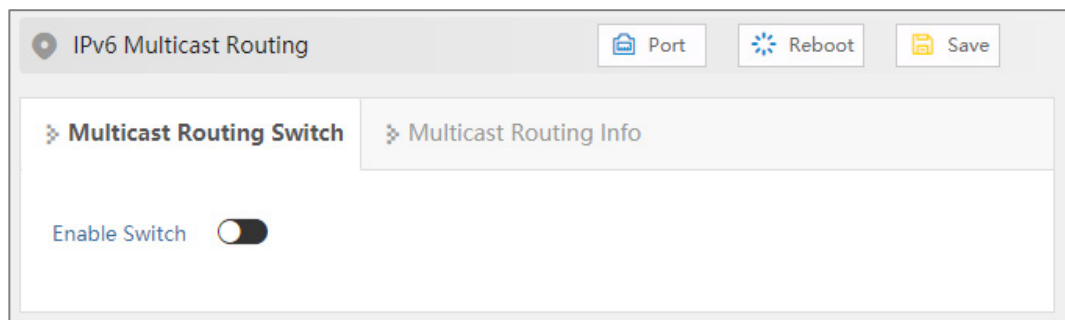 IPv6 Multicast Routing
Port
Reboot
Save
Multicast Routing Switch
Multicast Routing Info
Enable Switch